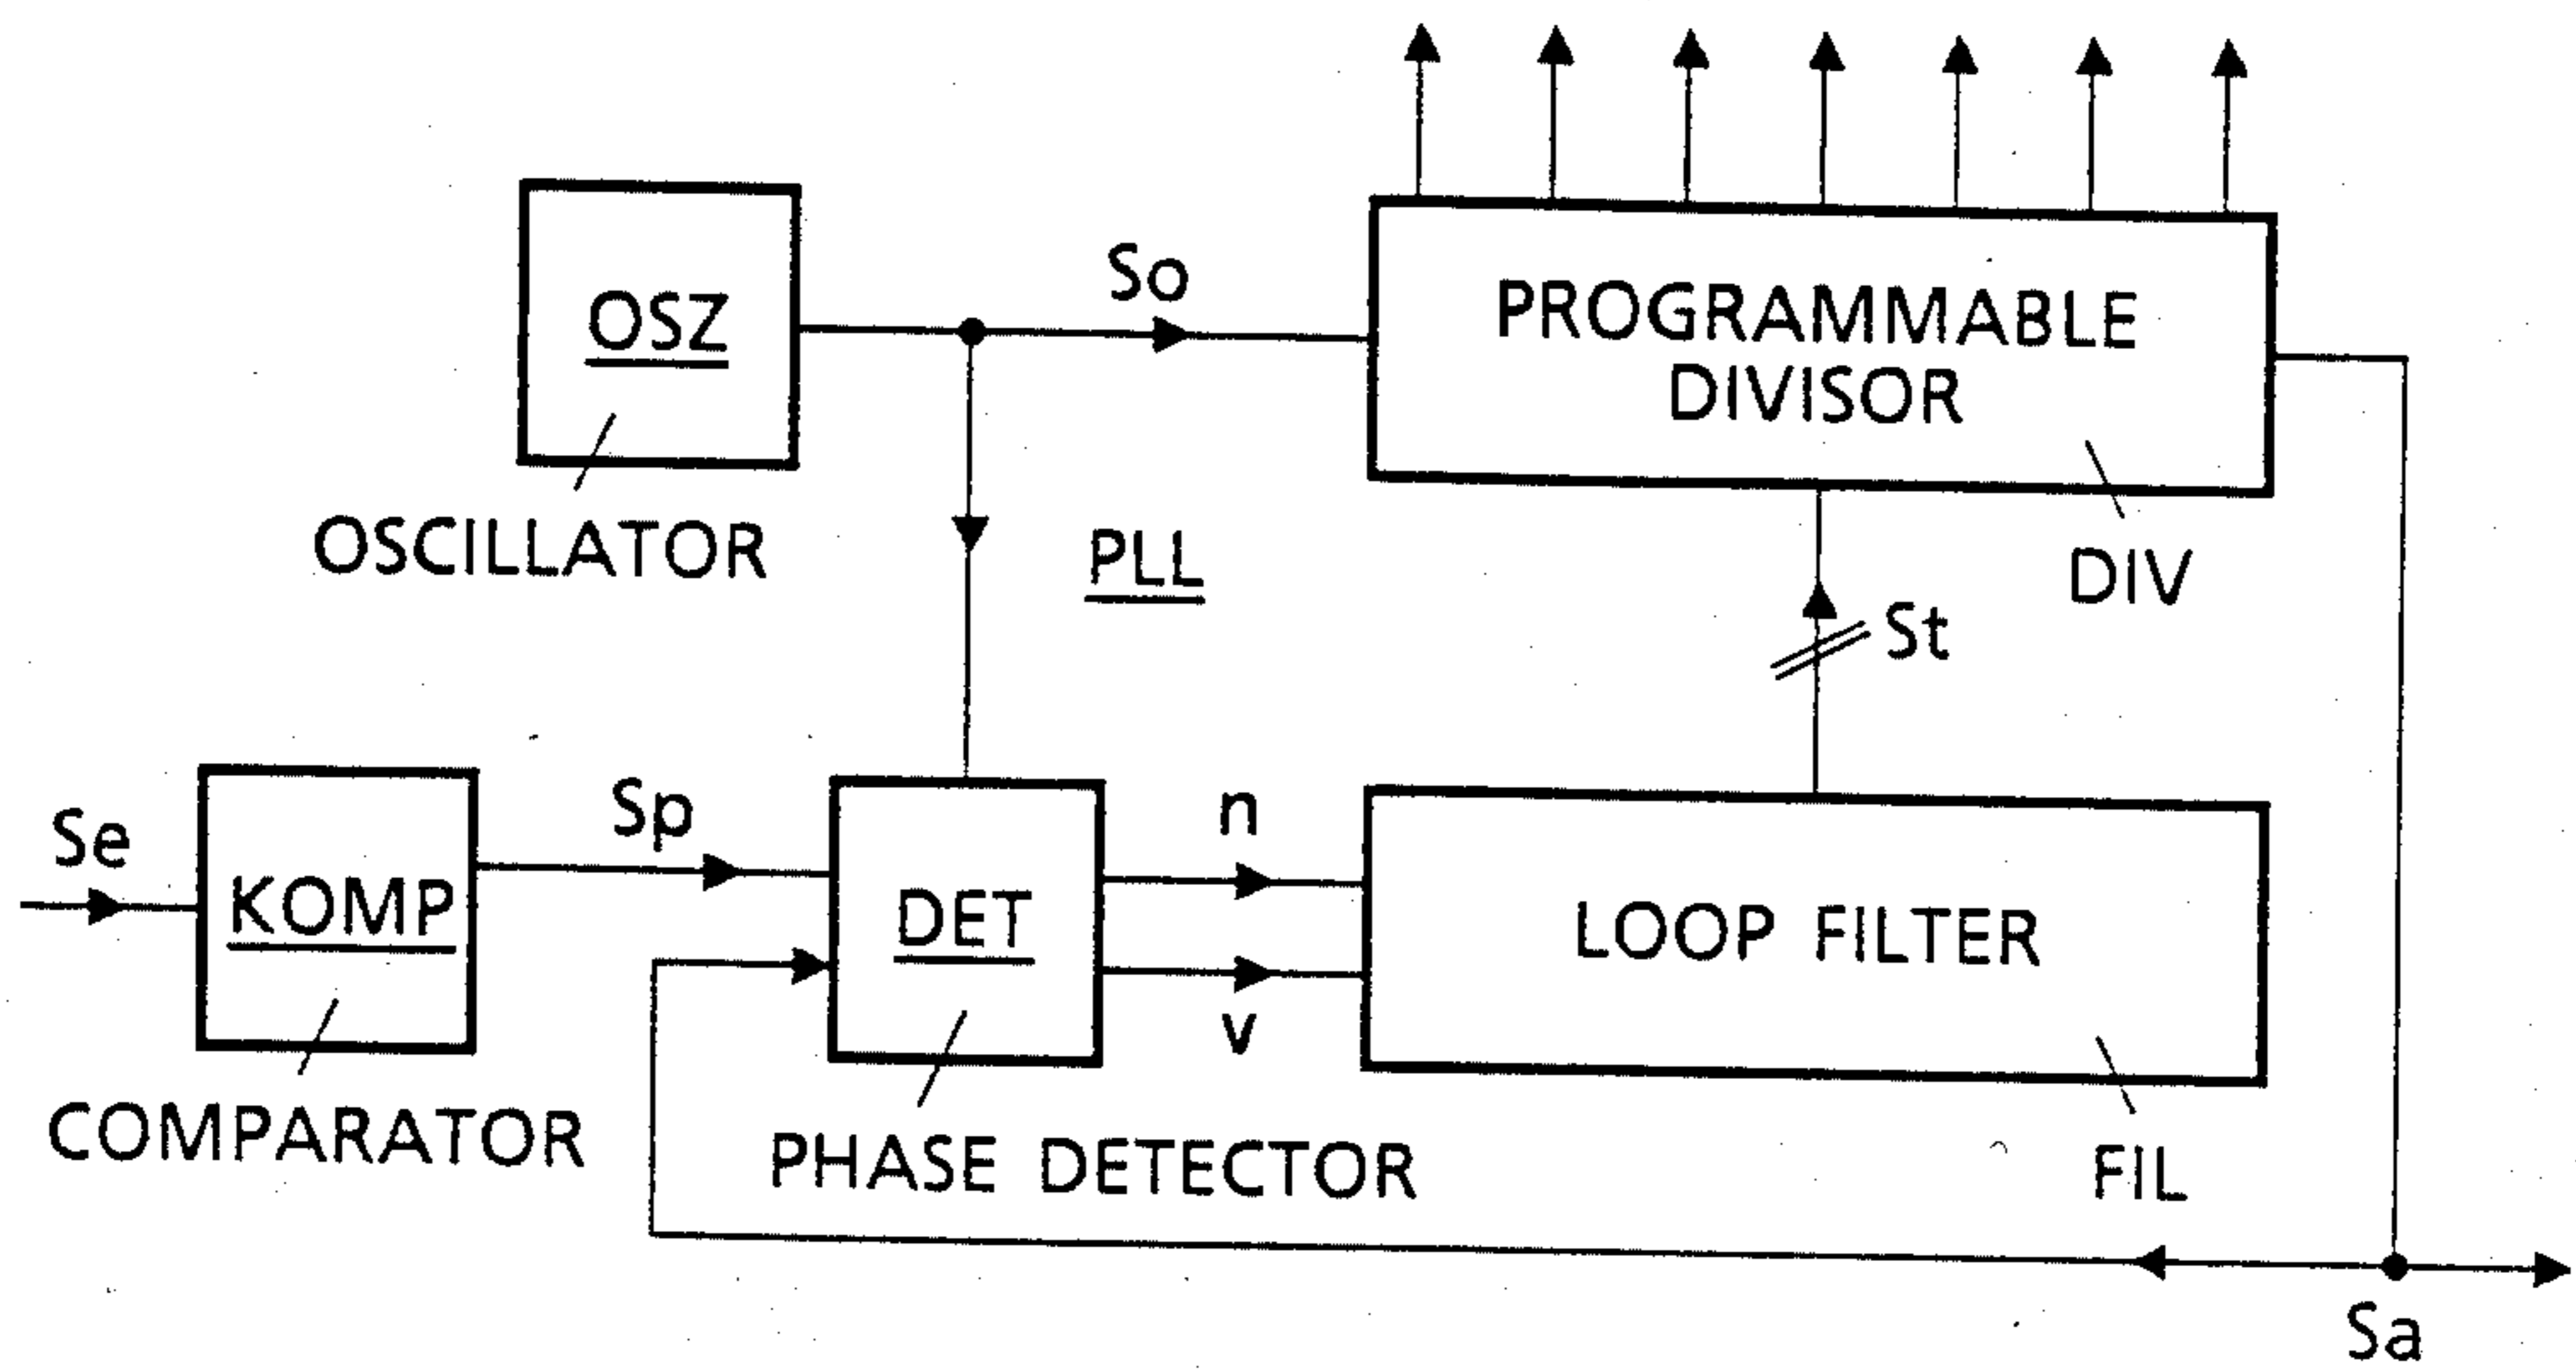 So
OSZ
PROGRAMMABLE
DIVISOR
OSCILLATOR
PLL
DIV
St
Se
Sp
n
KOMP
DET
LOOP FILTER
v
COMPARATOR
PHASE DETECTOR
FIL
Sa